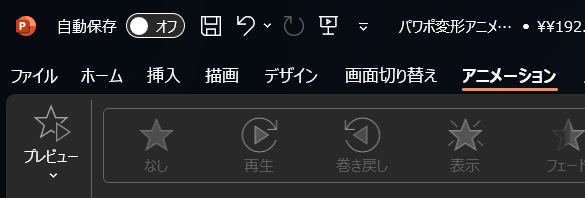 自動保存 オフ パワポ変形アニメ… • ¥¥192.
ファイル ホーム 挿入 描画 デザイン 画面切り替え アニメーション
プレビュー なし 再生 巻き戻し 表示 フェード